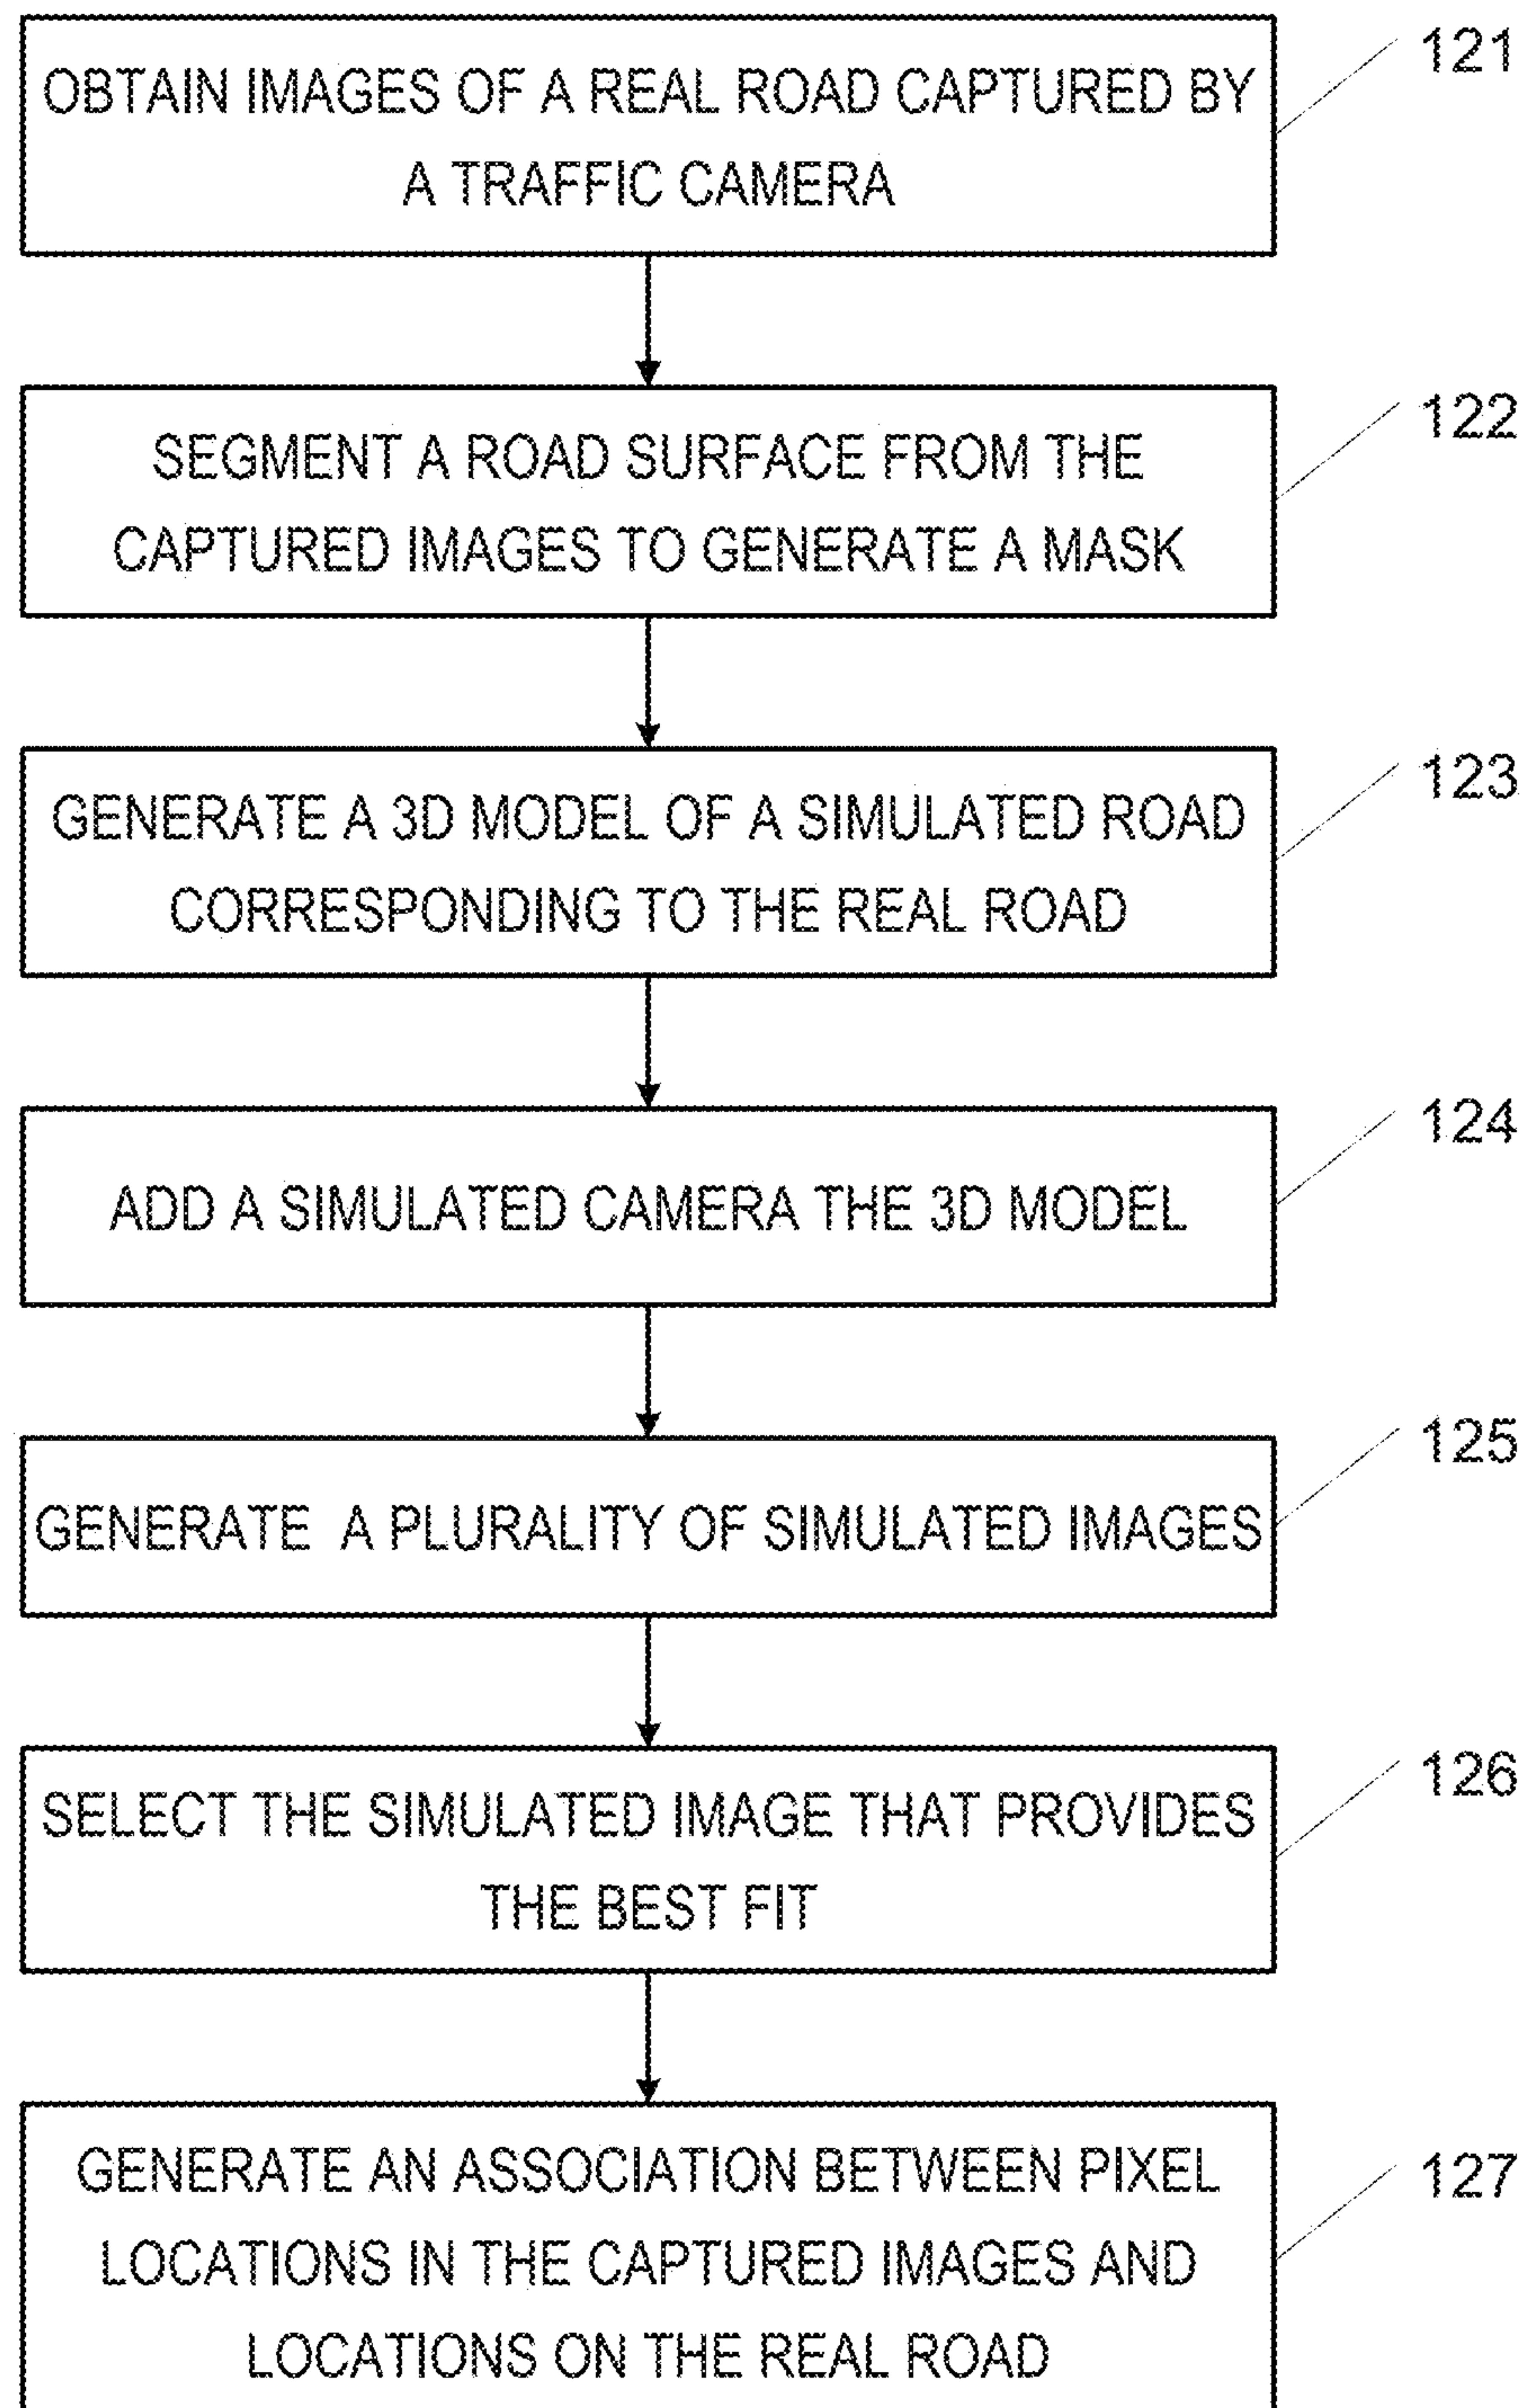 OBTAIN IMAGES OF A REAL ROAD CAPTURED BY
A TRAFFIC CAMERA
121
SEGMENT A ROAD SURFACE FROM THE
CAPTURED IMAGES TO GENERATE A MASK
122
GENERATE A 3D MODEL OF A SIMULATED ROAD
CORRESPONDING TO THE REAL ROAD
123
ADD A SIMULATED CAMERA THE 3D MODEL
124
GENERATE A PLURALITY OF SIMULATED IMAGES
125
SELECT THE SIMULATED IMAGE THAT PROVIDES
THE BEST FIT
126
GENERATE AN ASSOCIATION BETWEEN PIXEL
LOCATIONS IN THE CAPTURED IMAGES AND
LOCATIONS ON THE REAL ROAD
127